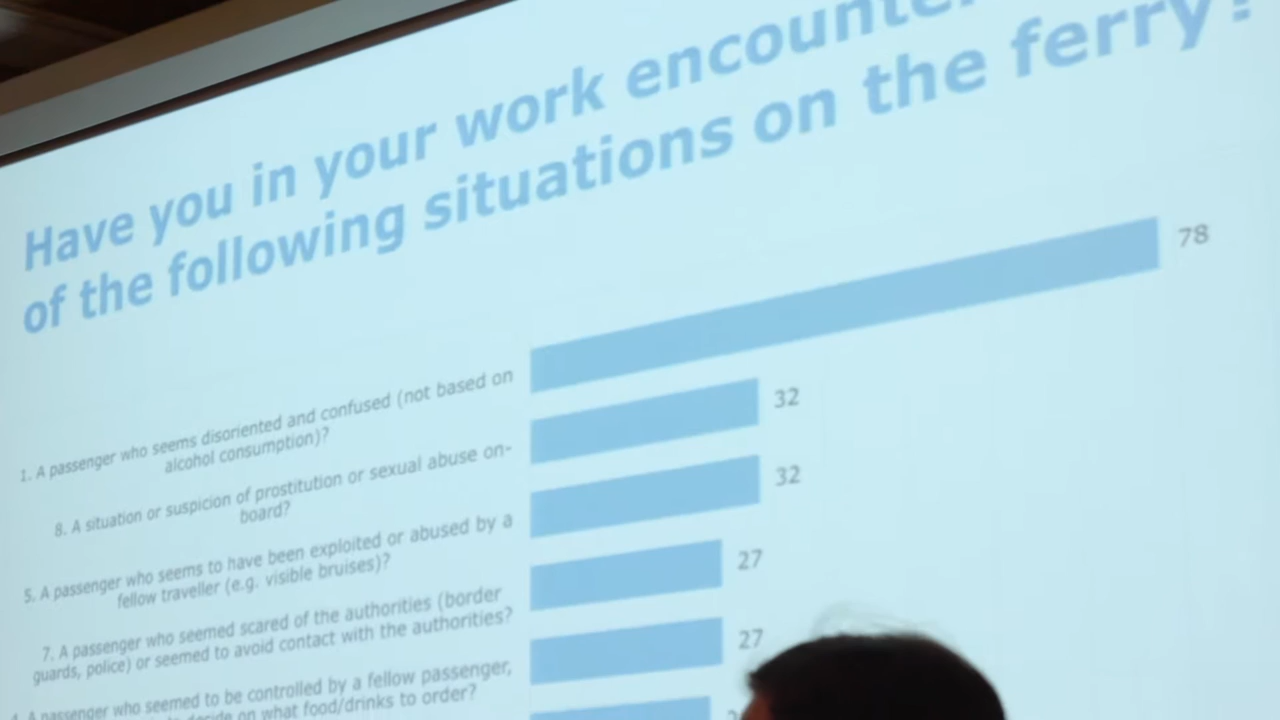 Have you in your work encounter
of the following situations on the ferry?
78
1. A passenger who seems disoriented and confused (not based on
alcohol consumption)?
32
8. A situation or suspicion of prostitution or sexual abuse on-
board?
32
5. A passenger who seems to have been exploited or abused by a
fellow traveller (e.g. visible bruises)?
27
7. A passenger who seemed scared of the authorities (border
guards, police) or seemed to avoid contact with the authorities?
27
A passenger who seemed to be controlled by a fellow passenger,
decide on what food/drinks to order?